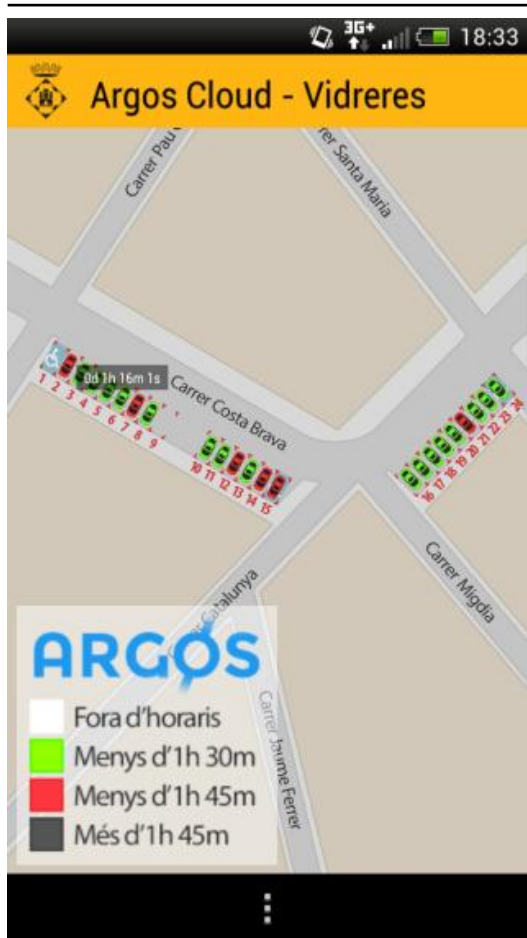 3G+ 18:33
Argos Cloud - Vidreres
Carrer Pau
er Santa Maria
0d 1h 16m 1s
Carrer Costa Brava
1 2 3 4 5 6 7 8 9
10 11 12 13 14 15
16 17 18 19 20 21 22 23 24
Catalunya
Carrer Migdia
Carrer Jaume Ferrer
ARGOS
Fora d'horaris
Menys d'1h 30m
Menys d'1h 45m
Més d'1h 45m